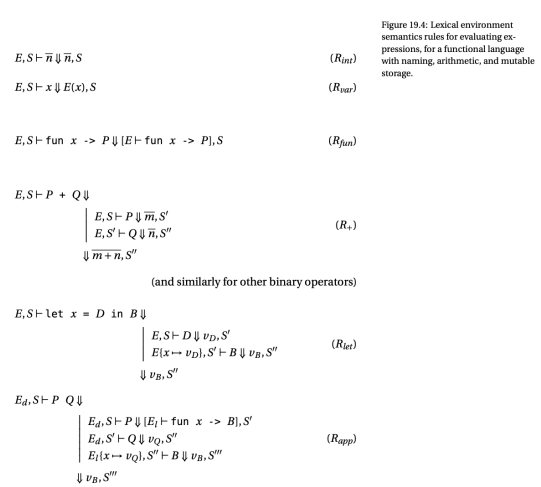 Figure 19.4: Lexical environment
semantics rules for evaluating ex-
pressions, for a functional language
with naming, arithmetic, and mutable
storage.
E, S ⊢ n̅ ⇓ n̅, S (R_int)
E, S ⊢ x ⇓ E(x), S (R_var)
E, S ⊢ fun x -> P ⇓ [E ⊢ fun x -> P], S (R_fun)
E, S ⊢ P + Q ⇓
E, S ⊢ P ⇓ m̅, S′
E, S′ ⊢ Q ⇓ n̅, S″
(R_+)
⇓ m̅+̅n̅, S″
(and similarly for other binary operators)
E, S ⊢ let x = D in B ⇓
E, S ⊢ D ⇓ v_D, S′
E{x ↦ v_D}, S′ ⊢ B ⇓ v_B, S″
(R_let)
⇓ v_B, S″
E_d, S ⊢ P Q ⇓
E_d, S ⊢ P ⇓ [E_l ⊢ fun x -> B], S′
E_d, S′ ⊢ Q ⇓ v_Q, S″
(R_app)
E_l{x ↦ v_Q}, S″ ⊢ B ⇓ v_B, S‴
⇓ v_B, S‴